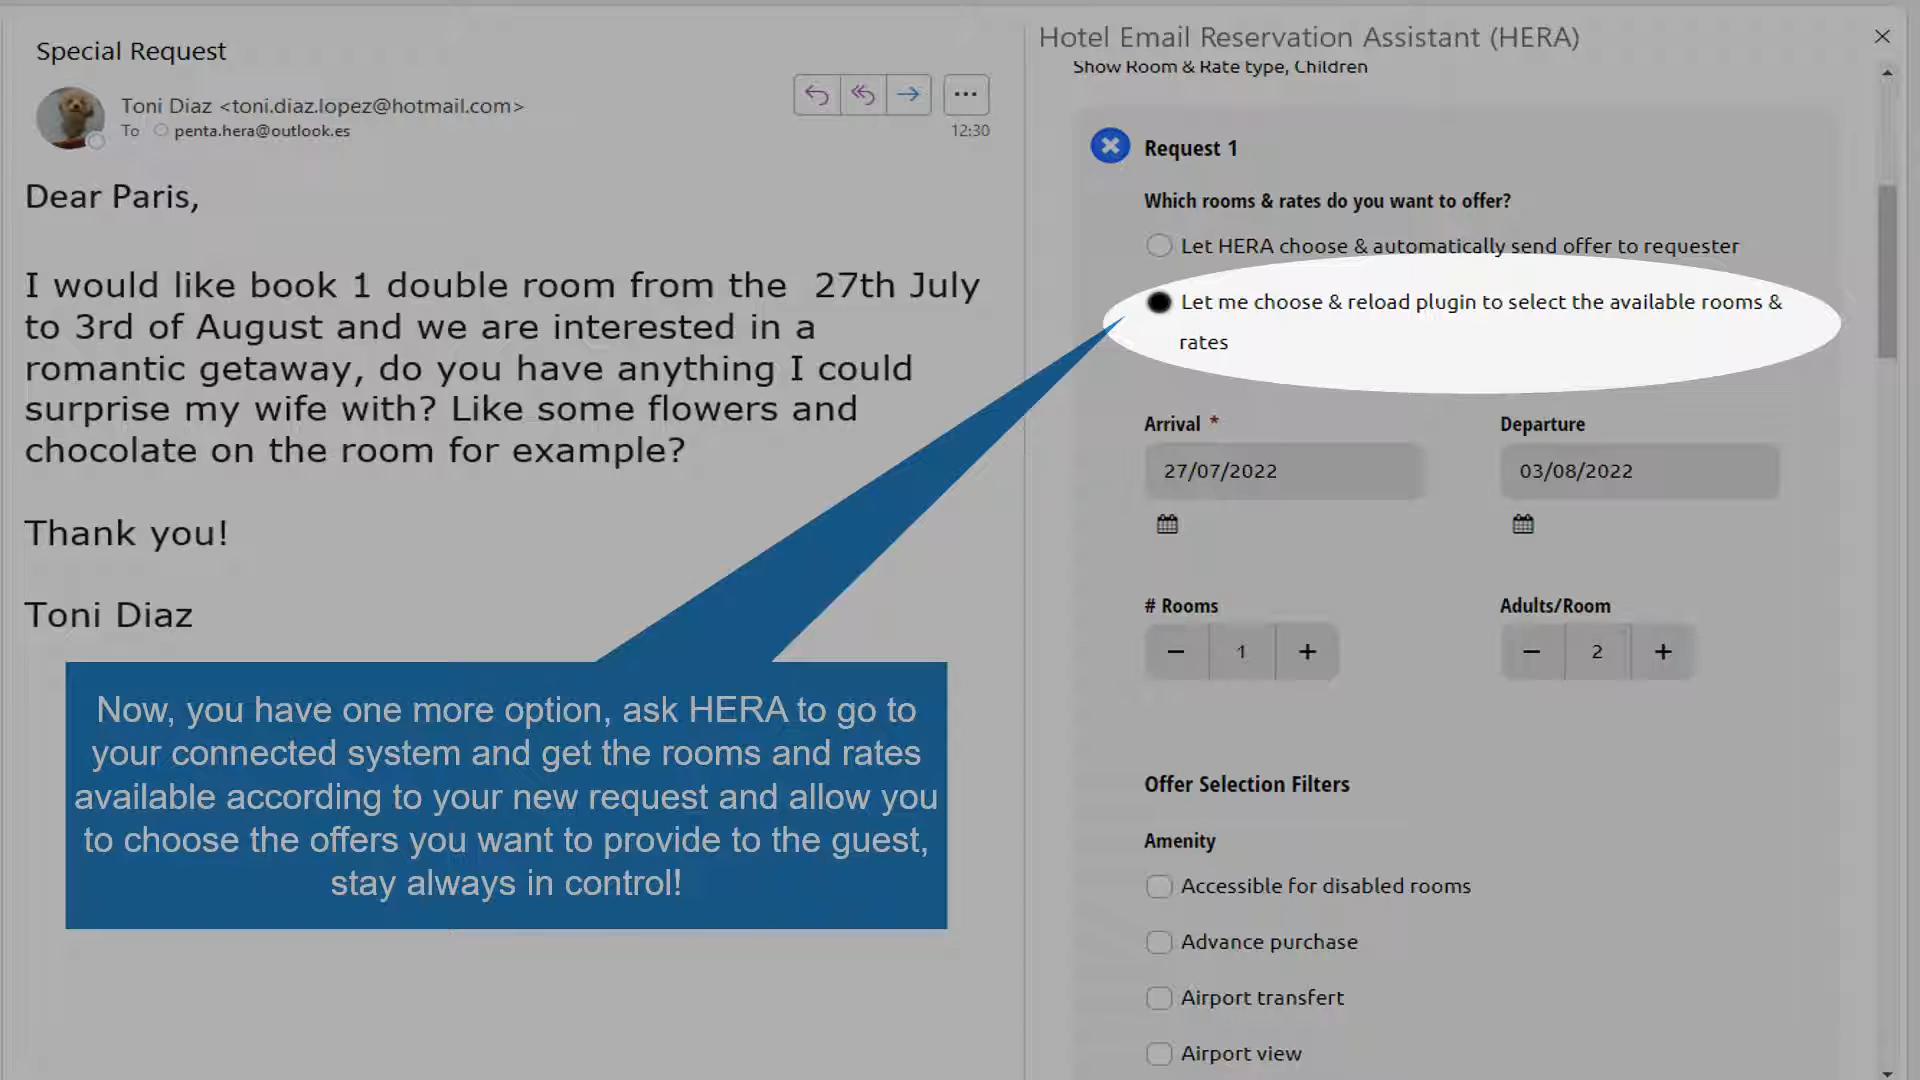 Special Request
Toni Diaz <toni.diaz.lopez@hotmail.com>
To penta.hera@outlook.es
12:30
Dear Paris,
I would like book 1 double room from the 27th July
to 3rd of August and we are interested in a
romantic getaway, do you have anything I could
surprise my wife with? Like some flowers and
chocolate on the room for example?
Thank you!
Toni Diaz
Now, you have one more option, ask HERA to go to
your connected system and get the rooms and rates
available according to your new request and allow you
to choose the offers you want to provide to the guest,
stay always in control!
Hotel Email Reservation Assistant (HERA)
Show Room & Rate type, Children
Request 1
Which rooms & rates do you want to offer?
Let HERA choose & automatically send offer to requester
Let me choose & reload plugin to select the available rooms &
rates
Arrival *
Departure
27/07/2022
03/08/2022
# Rooms
Adults/Room
− 1 +
− 2 +
Offer Selection Filters
Amenity
Accessible for disabled rooms
Advance purchase
Airport transfert
Airport view